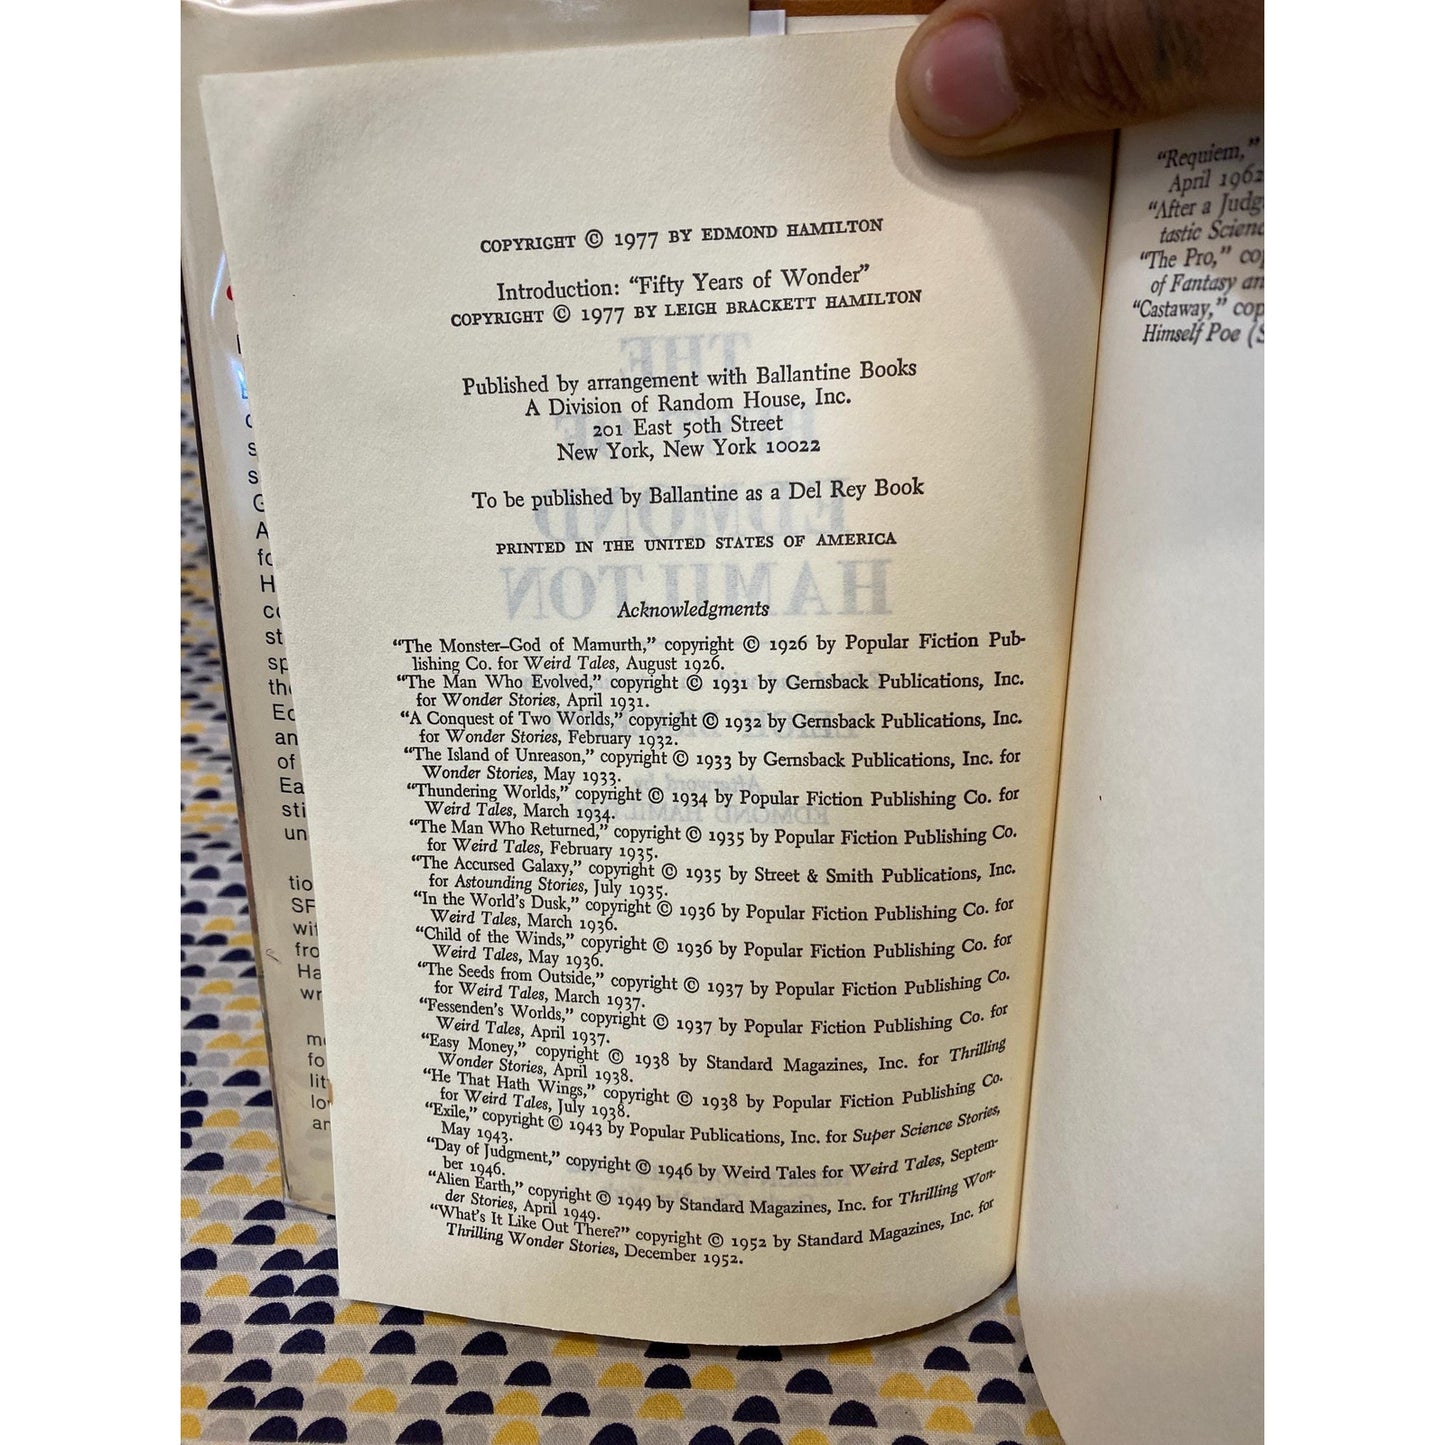 COPYRIGHT © 1977 BY EDMOND HAMILTON
Introduction: “Fifty Years of Wonder”
COPYRIGHT © 1977 BY LEIGH BRACKETT HAMILTON
Published by arrangement with Ballantine Books
A Division of Random House, Inc.
201 East 50th Street
New York, New York 10022
To be published by Ballantine as a Del Rey Book
PRINTED IN THE UNITED STATES OF AMERICA
Acknowledgments
“The Monster–God of Mamurth,” copyright © 1926 by Popular Fiction Pub-
lishing Co. for Weird Tales, August 1926.
“The Man Who Evolved,” copyright © 1931 by Gernsback Publications, Inc.
for Wonder Stories, April 1931.
“A Conquest of Two Worlds,” copyright © 1932 by Gernsback Publications, Inc.
for Wonder Stories, February 1932.
“The Island of Unreason,” copyright © 1933 by Gernsback Publications, Inc. for
Wonder Stories, May 1933.
“Thundering Worlds,” copyright © 1934 by Popular Fiction Publishing Co. for
Weird Tales, March 1934.
“The Man Who Returned,” copyright © 1935 by Popular Fiction Publishing Co.
for Weird Tales, February 1935.
“The Accursed Galaxy,” copyright © 1935 by Street & Smith Publications, Inc.
for Astounding Stories, July 1935.
“In the World’s Dusk,” copyright © 1936 by Popular Fiction Publishing Co. for
Weird Tales, March 1936.
“Child of the Winds,” copyright © 1936 by Popular Fiction Publishing Co. for
Weird Tales, May 1936.
“The Seeds from Outside,” copyright © 1937 by Popular Fiction Publishing Co.
for Weird Tales, March 1937.
“Fessenden’s Worlds,” copyright © 1937 by Popular Fiction Publishing Co. for
Weird Tales, April 1937.
“Easy Money,” copyright © 1938 by Standard Magazines, Inc. for Thrilling
Wonder Stories, April 1938.
“He That Hath Wings,” copyright © 1938 by Popular Fiction Publishing Co.
for Weird Tales, July 1938.
“Exile,” copyright © 1943 by Popular Publications, Inc. for Super Science Stories,
May 1943.
“Day of Judgment,” copyright © 1946 by Weird Tales for Weird Tales, Septem-
ber 1946.
“Alien Earth,” copyright © 1949 by Standard Magazines, Inc. for Thrilling Won-
der Stories, April 1949.
“What’s It Like Out There?” copyright © 1952 by Standard Magazines, Inc. for
Thrilling Wonder Stories, December 1952.
“Requiem,”
April 1962
“After a Judg
tastic Scien
“The Pro,” cop
of Fantasy an
“Castaway,” cop
Himself Poe (S